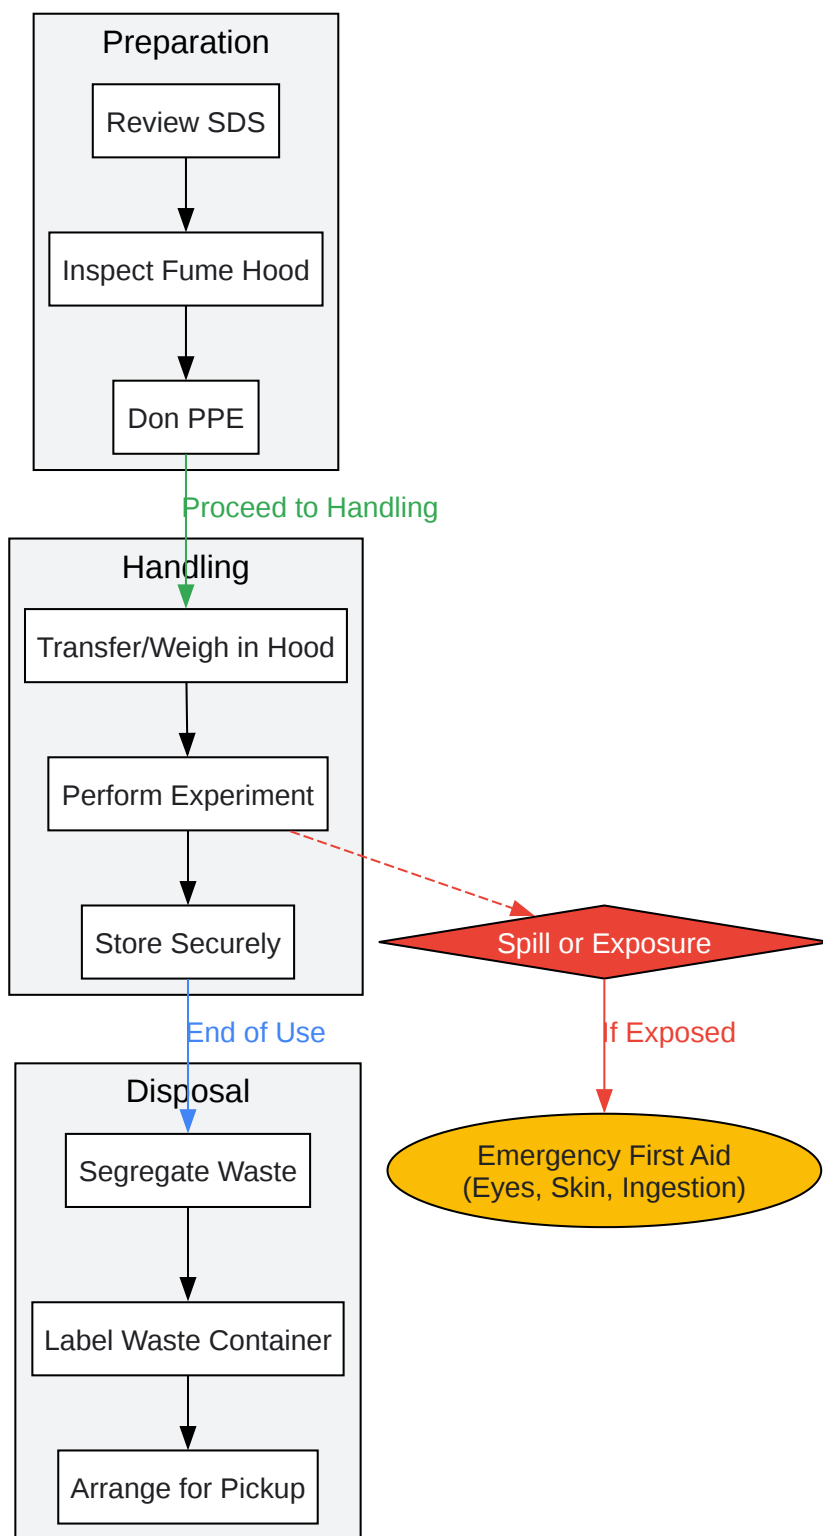 Preparation
Review SDS
Inspect Fume Hood
Don PPE
Proceed to Handling
Handling
Transfer/Weigh in Hood
Perform Experiment
Store Securely
Spill or Exposure
End of Use
If Exposed
Disposal
Segregate Waste
Emergency First Aid
(Eyes, Skin, Ingestion)
Label Waste Container
Arrange for Pickup